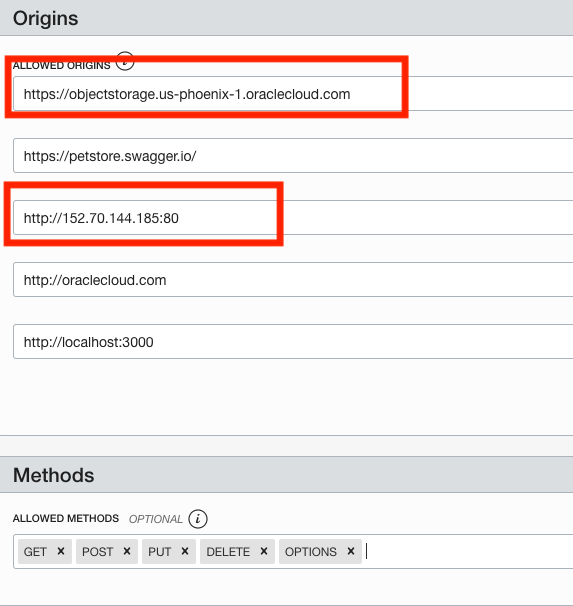 Origins
ALLOWED ORIGINS i
https://objectstorage.us-phoenix-1.oraclecloud.com
https://petstore.swagger.io/
http://152.70.144.185:80
http://oraclecloud.com
http://localhost:3000
Methods
ALLOWED METHODS OPTIONAL i
GET × POST × PUT × DELETE × OPTIONS ×